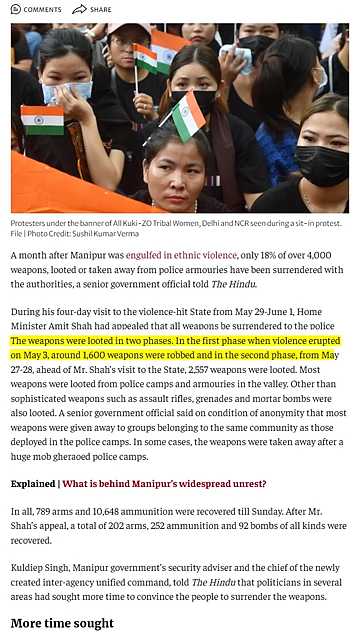 COMMENTS
SHARE
Protesters under the banner of All Kuki-ZO Tribal Women, Delhi and NCR seen during a sit-in protest.
File | Photo Credit: Sushil Kumar Verma
A month after Manipur was engulfed in ethnic violence, only 18% of over 4,000
weapons, looted or taken away from police armouries have been surrendered with
the authorities, a senior government official told The Hindu.
During his four-day visit to the violence-hit State from May 29-June 1, Home
Minister Amit Shah had appealed that all weapons be surrendered to the police
The weapons were looted in two phases. In the first phase when violence erupted
on May 3, around 1,600 weapons were robbed and in the second phase, from May
27-28, ahead of Mr. Shah's visit to the State, 2,557 weapons were looted. Most
weapons were looted from police camps and armouries in the valley. Other than
sophisticated weapons such as assault rifles, grenades and mortar bombs were
also looted. A senior government official said on condition of anonymity that most
weapons were given away to groups belonging to the same community as those
deployed in the police camps. In some cases, the weapons were taken away after a
huge mob gheraoed police camps.
Explained | What is behind Manipur's widespread unrest?
In all, 789 arms and 10,648 ammunition were recovered till Sunday. After Mr.
Shah's appeal, a total of 202 arms, 252 ammunition and 92 bombs of all kinds were
recovered.
Kuldiep Singh, Manipur government's security adviser and the chief of the newly
created inter-agency unified command, told The Hindu that politicians in several
areas had sought more time to convince the people to surrender the weapons.
More time sought